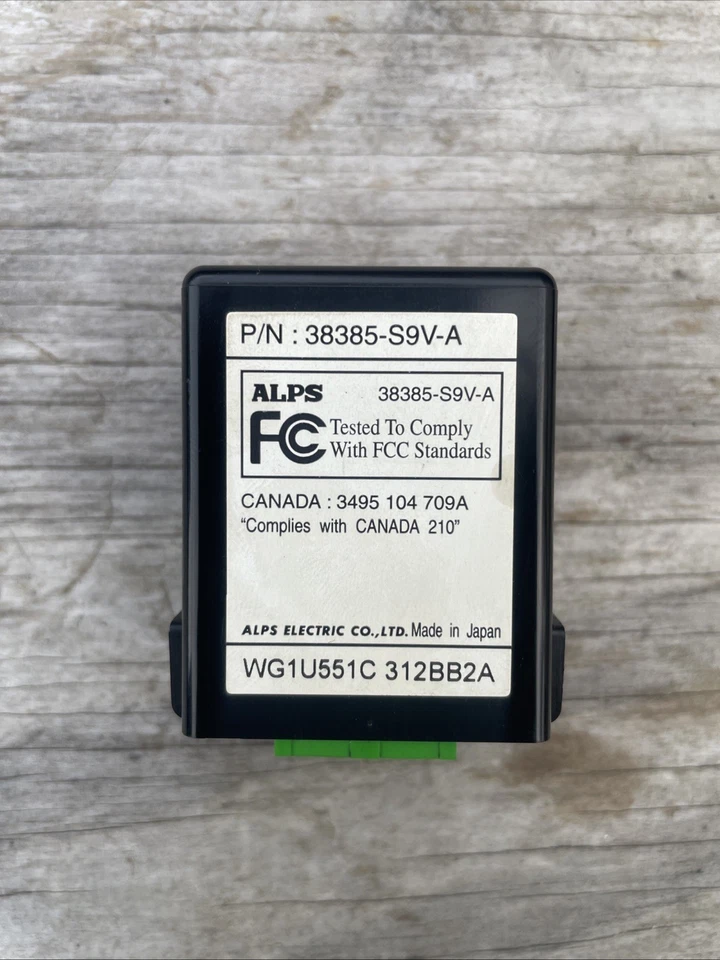 P/N : 38385-S9V-A
ALPS 38385-S9V-A
FC Tested To Comply
With FCC Standards
CANADA : 3495 104 709A
“Complies with CANADA 210”
ALPS ELECTRIC CO.,LTD. Made in Japan
WG1U551C 312BB2A